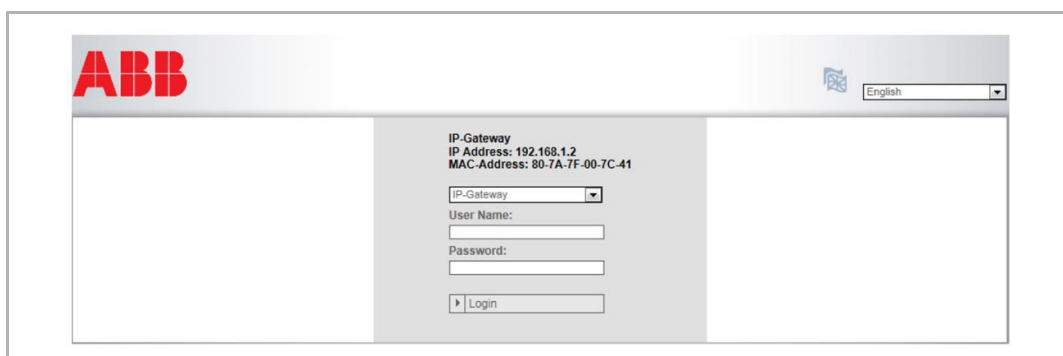 ABB
English
IP-Gateway
IP Address: 192.168.1.2
MAC-Address: 80-7A-7F-00-7C-41
IP-Gateway
User Name:
Password:
Login